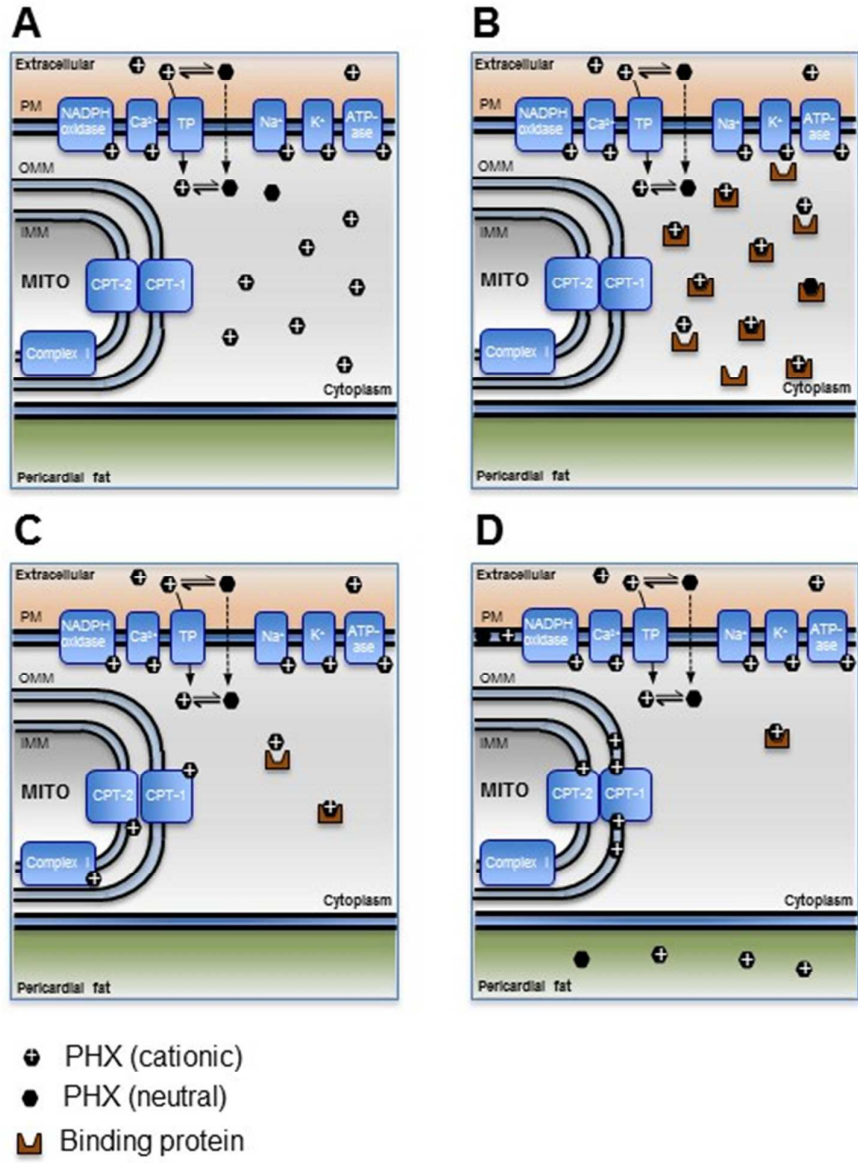 A
Extracellular
PM
NADPH
oxidase
Ca²⁺
TP
Na⁺
K⁺
ATP-
ase
OMM
IMM
MITO
CPT-2
CPT-1
Complex I
Cytoplasm
Pericardial fat
B
Extracellular
PM
NADPH
oxidase
Ca²⁺
TP
Na⁺
K⁺
ATP-
ase
OMM
IMM
MITO
CPT-2
CPT-1
Complex I
Cytoplasm
Pericardial fat
C
Extracellular
PM
NADPH
oxidase
Ca²⁺
TP
Na⁺
K⁺
ATP-
ase
OMM
IMM
MITO
CPT-2
CPT-1
Complex I
Cytoplasm
Pericardial fat
D
Extracellular
PM
NADPH
oxidase
Ca²⁺
TP
Na⁺
K⁺
ATP-
ase
OMM
IMM
MITO
CPT-2
CPT-1
Complex I
Cytoplasm
Pericardial fat
PHX (cationic)
PHX (neutral)
Binding protein